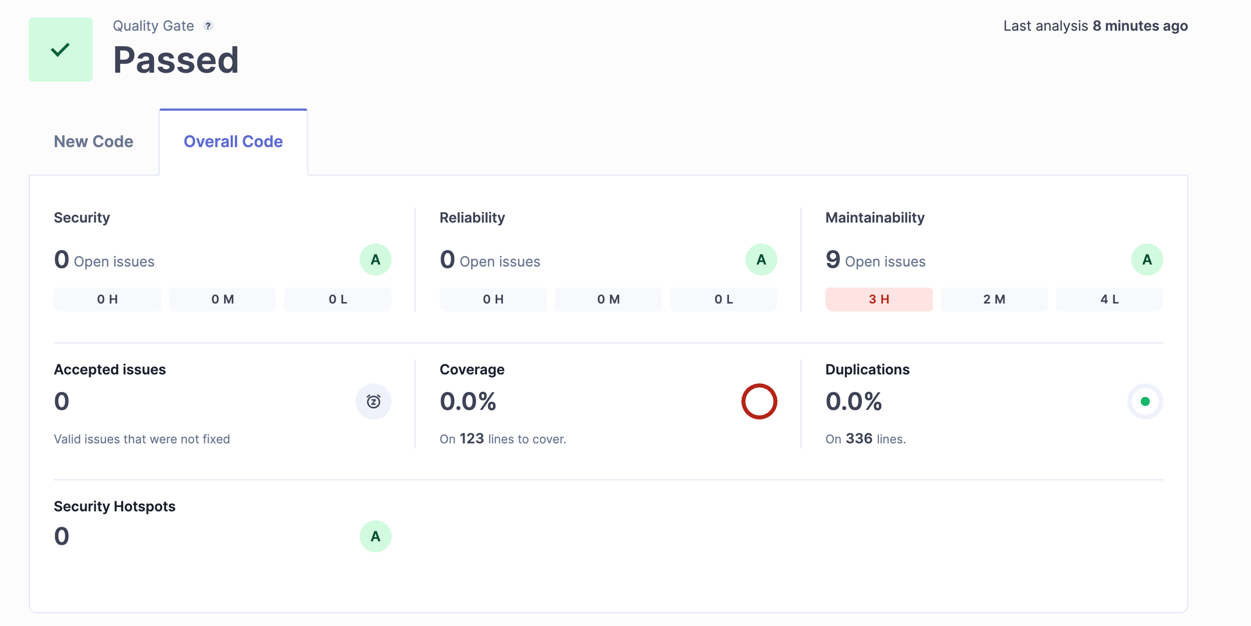 Quality Gate ?
Last analysis 8 minutes ago
Passed
New Code
Overall Code
Security
Reliability
Maintainability
0 Open issues A
0 Open issues A
9 Open issues A
0 H 0 M 0 L
0 H 0 M 0 L
3 H 2 M 4 L
Accepted issues
Coverage
Duplications
0
0.0%
0.0%
Valid issues that were not fixed
On 123 lines to cover.
On 336 lines.
Security Hotspots
0 A